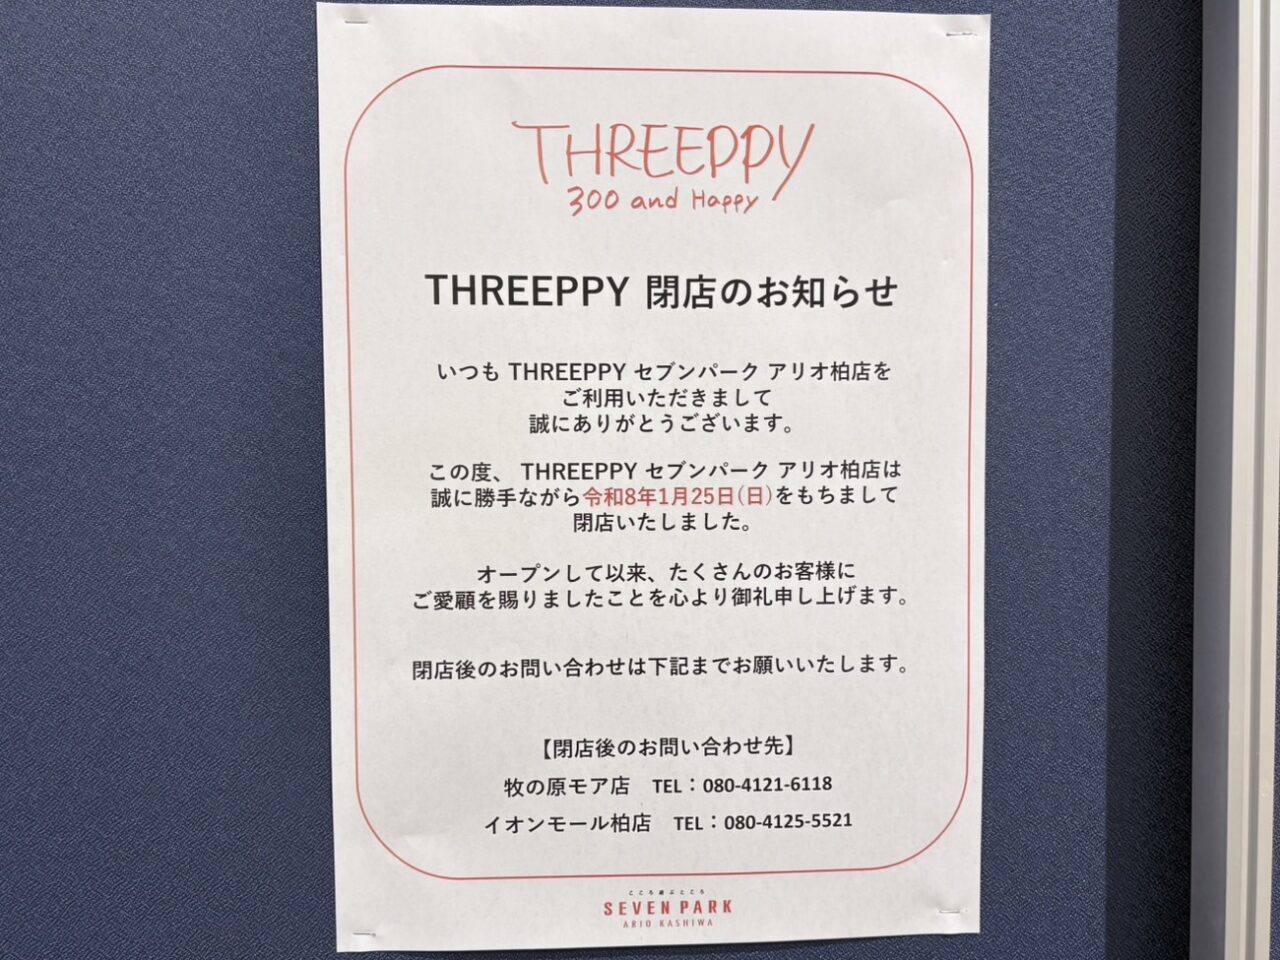 THREEPPY
300 and Happy
THREEPPY 閉店のお知らせ
いつも THREEPPY セブンパーク アリオ柏店を
ご利用いただきまして
誠にありがとうございます。
この度、 THREEPPY セブンパーク アリオ柏店は
誠に勝手ながら令和8年1月25日(日)をもちまして
閉店いたしました。
オープンして以来、たくさんのお客様に
ご愛顧を賜りましたことを心より御礼申し上げます。
閉店後のお問い合わせは下記までお願いいたします。
【閉店後のお問い合わせ先】
牧の原モア店 TEL:080-4121-6118
イオンモール柏店 TEL:080-4125-5521
こころ遊ぶところ
SEVEN PARK
ARIO KASHIWA